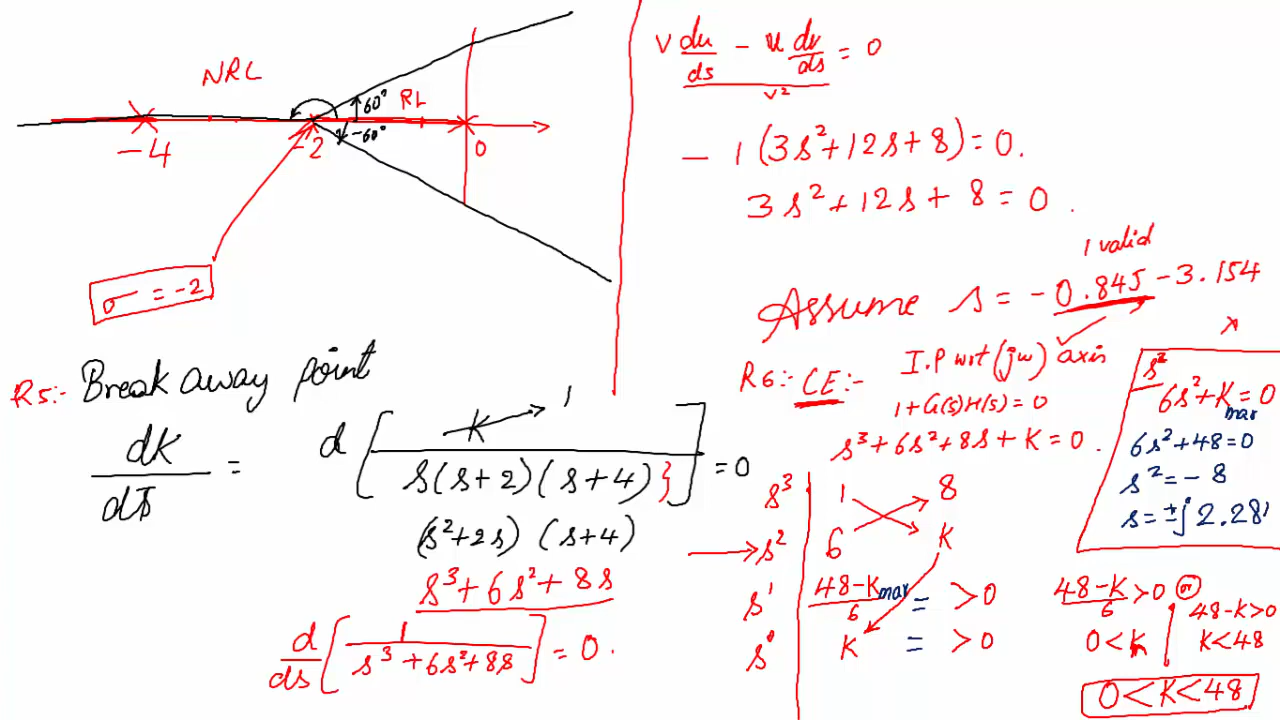 NRL
RL
60°
-60°
-4
-2
0
σ = -2
R5:- Break away point
dK/ds = d[K → 1 / s(s+2)(s+4)}] = 0
(s²+2s) (s+4)
s³+6s²+8s
d/ds [1 / s³+6s²+8s] = 0.
v du/ds - u dv/ds / v² = 0
- 1(3s²+12s+8) = 0.
3s²+12s+8 = 0.
1 valid
Assume s = -0.845 -3.154
x
R6:- CE:- I.P wrt (jw) axis
1+G(s)H(s) = 0
s³+6s²+8s+K = 0.
s³ 1 8
→ s² 6 K
s¹ 48-Kmax/6 = >0
s⁰ K = >0
s²
6s²+Kmax = 0
6s²+48 = 0
s² = -8
s = ±j2.28
48-K/6 > 0 or
48-K>0
0<K
K<48
0<K<48